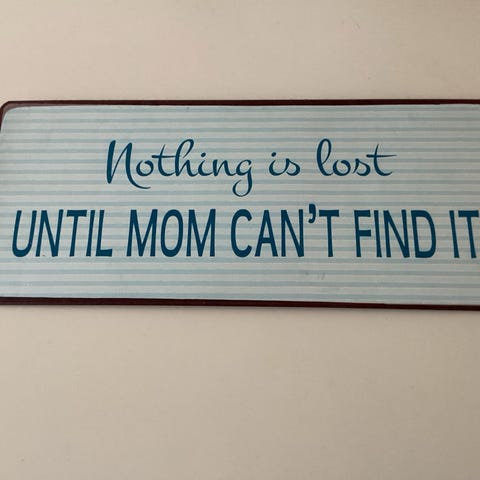 Nothing is lost
UNTIL MOM CAN'T FIND IT